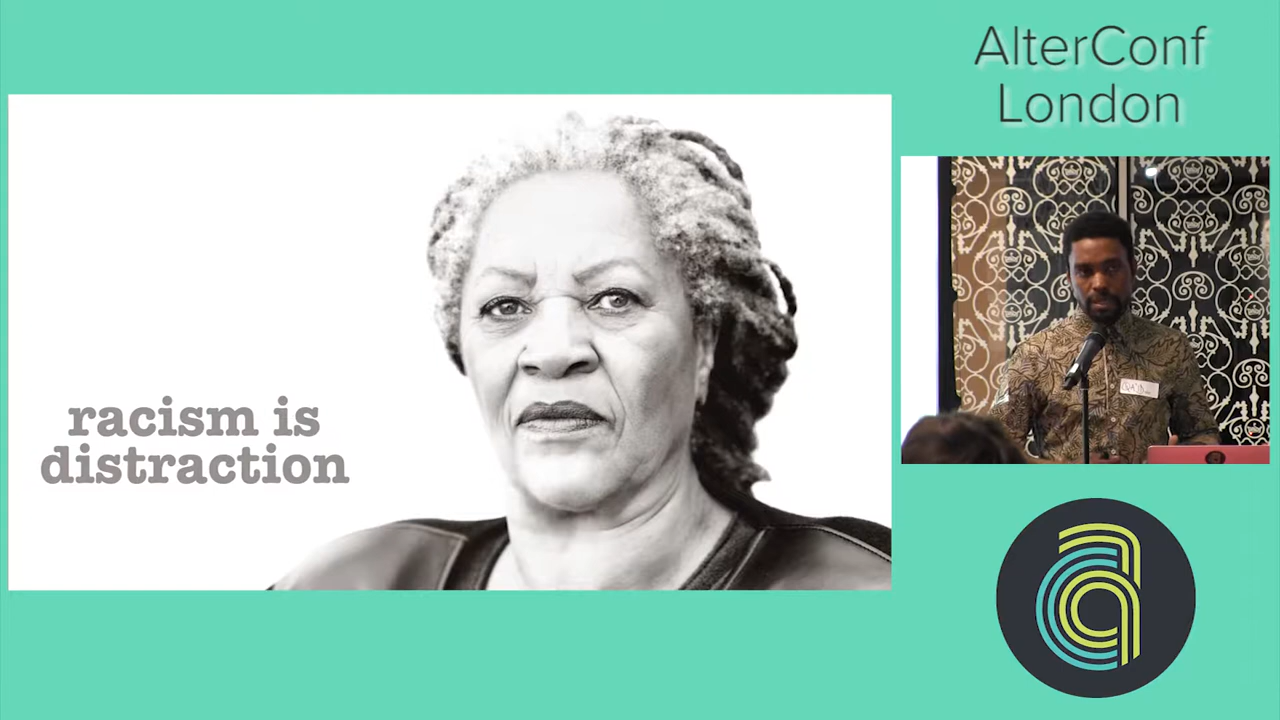 AlterConf
London
racism is
distraction